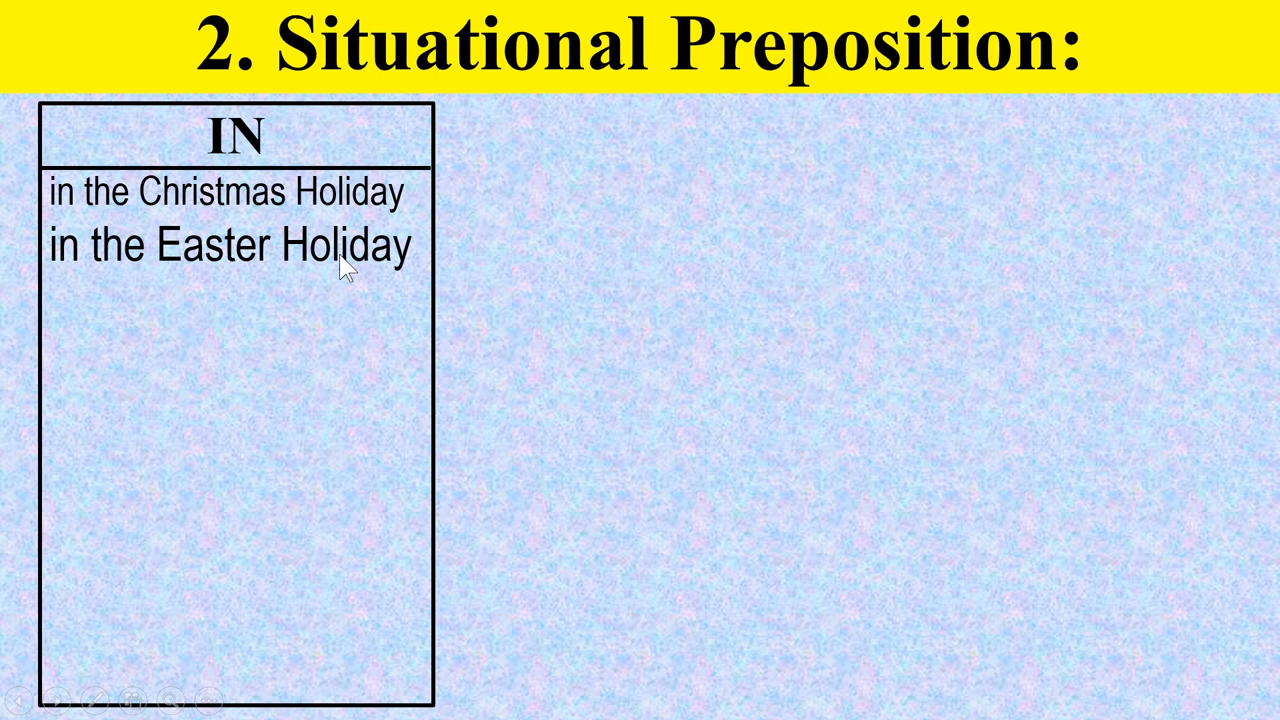 2. Situational Preposition:
IN
in the Christmas Holiday
in the Easter Holiday